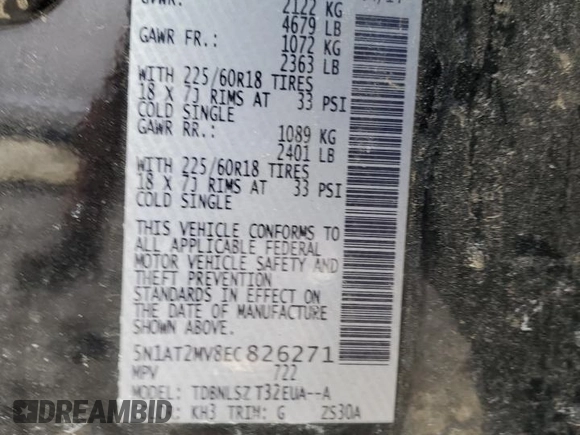 GVWR: 2122 KG
4679 LB
GAWR FR.: 1072 KG
2363 LB
WITH 225/60R18 TIRES
18 X 7J RIMS AT 33 PSI
COLD SINGLE
GAWR RR.: 1089 KG
2401 LB
WITH 225/60R18 TIRES
18 X 7J RIMS AT 33 PSI
COLD SINGLE
THIS VEHICLE CONFORMS TO
ALL APPLICABLE FEDERAL
MOTOR VEHICLE SAFETY AND
THEFT PREVENTION
STANDARDS IN EFFECT ON
THE DATE OF MANUFACTURE
SHOWN ABOVE.
5N1AT2MV8EC826271
MPV 722
MODEL: TDBNLSZ T32EUA--A
KH3 TRIM: G ZS30A
DREAMBID.COM